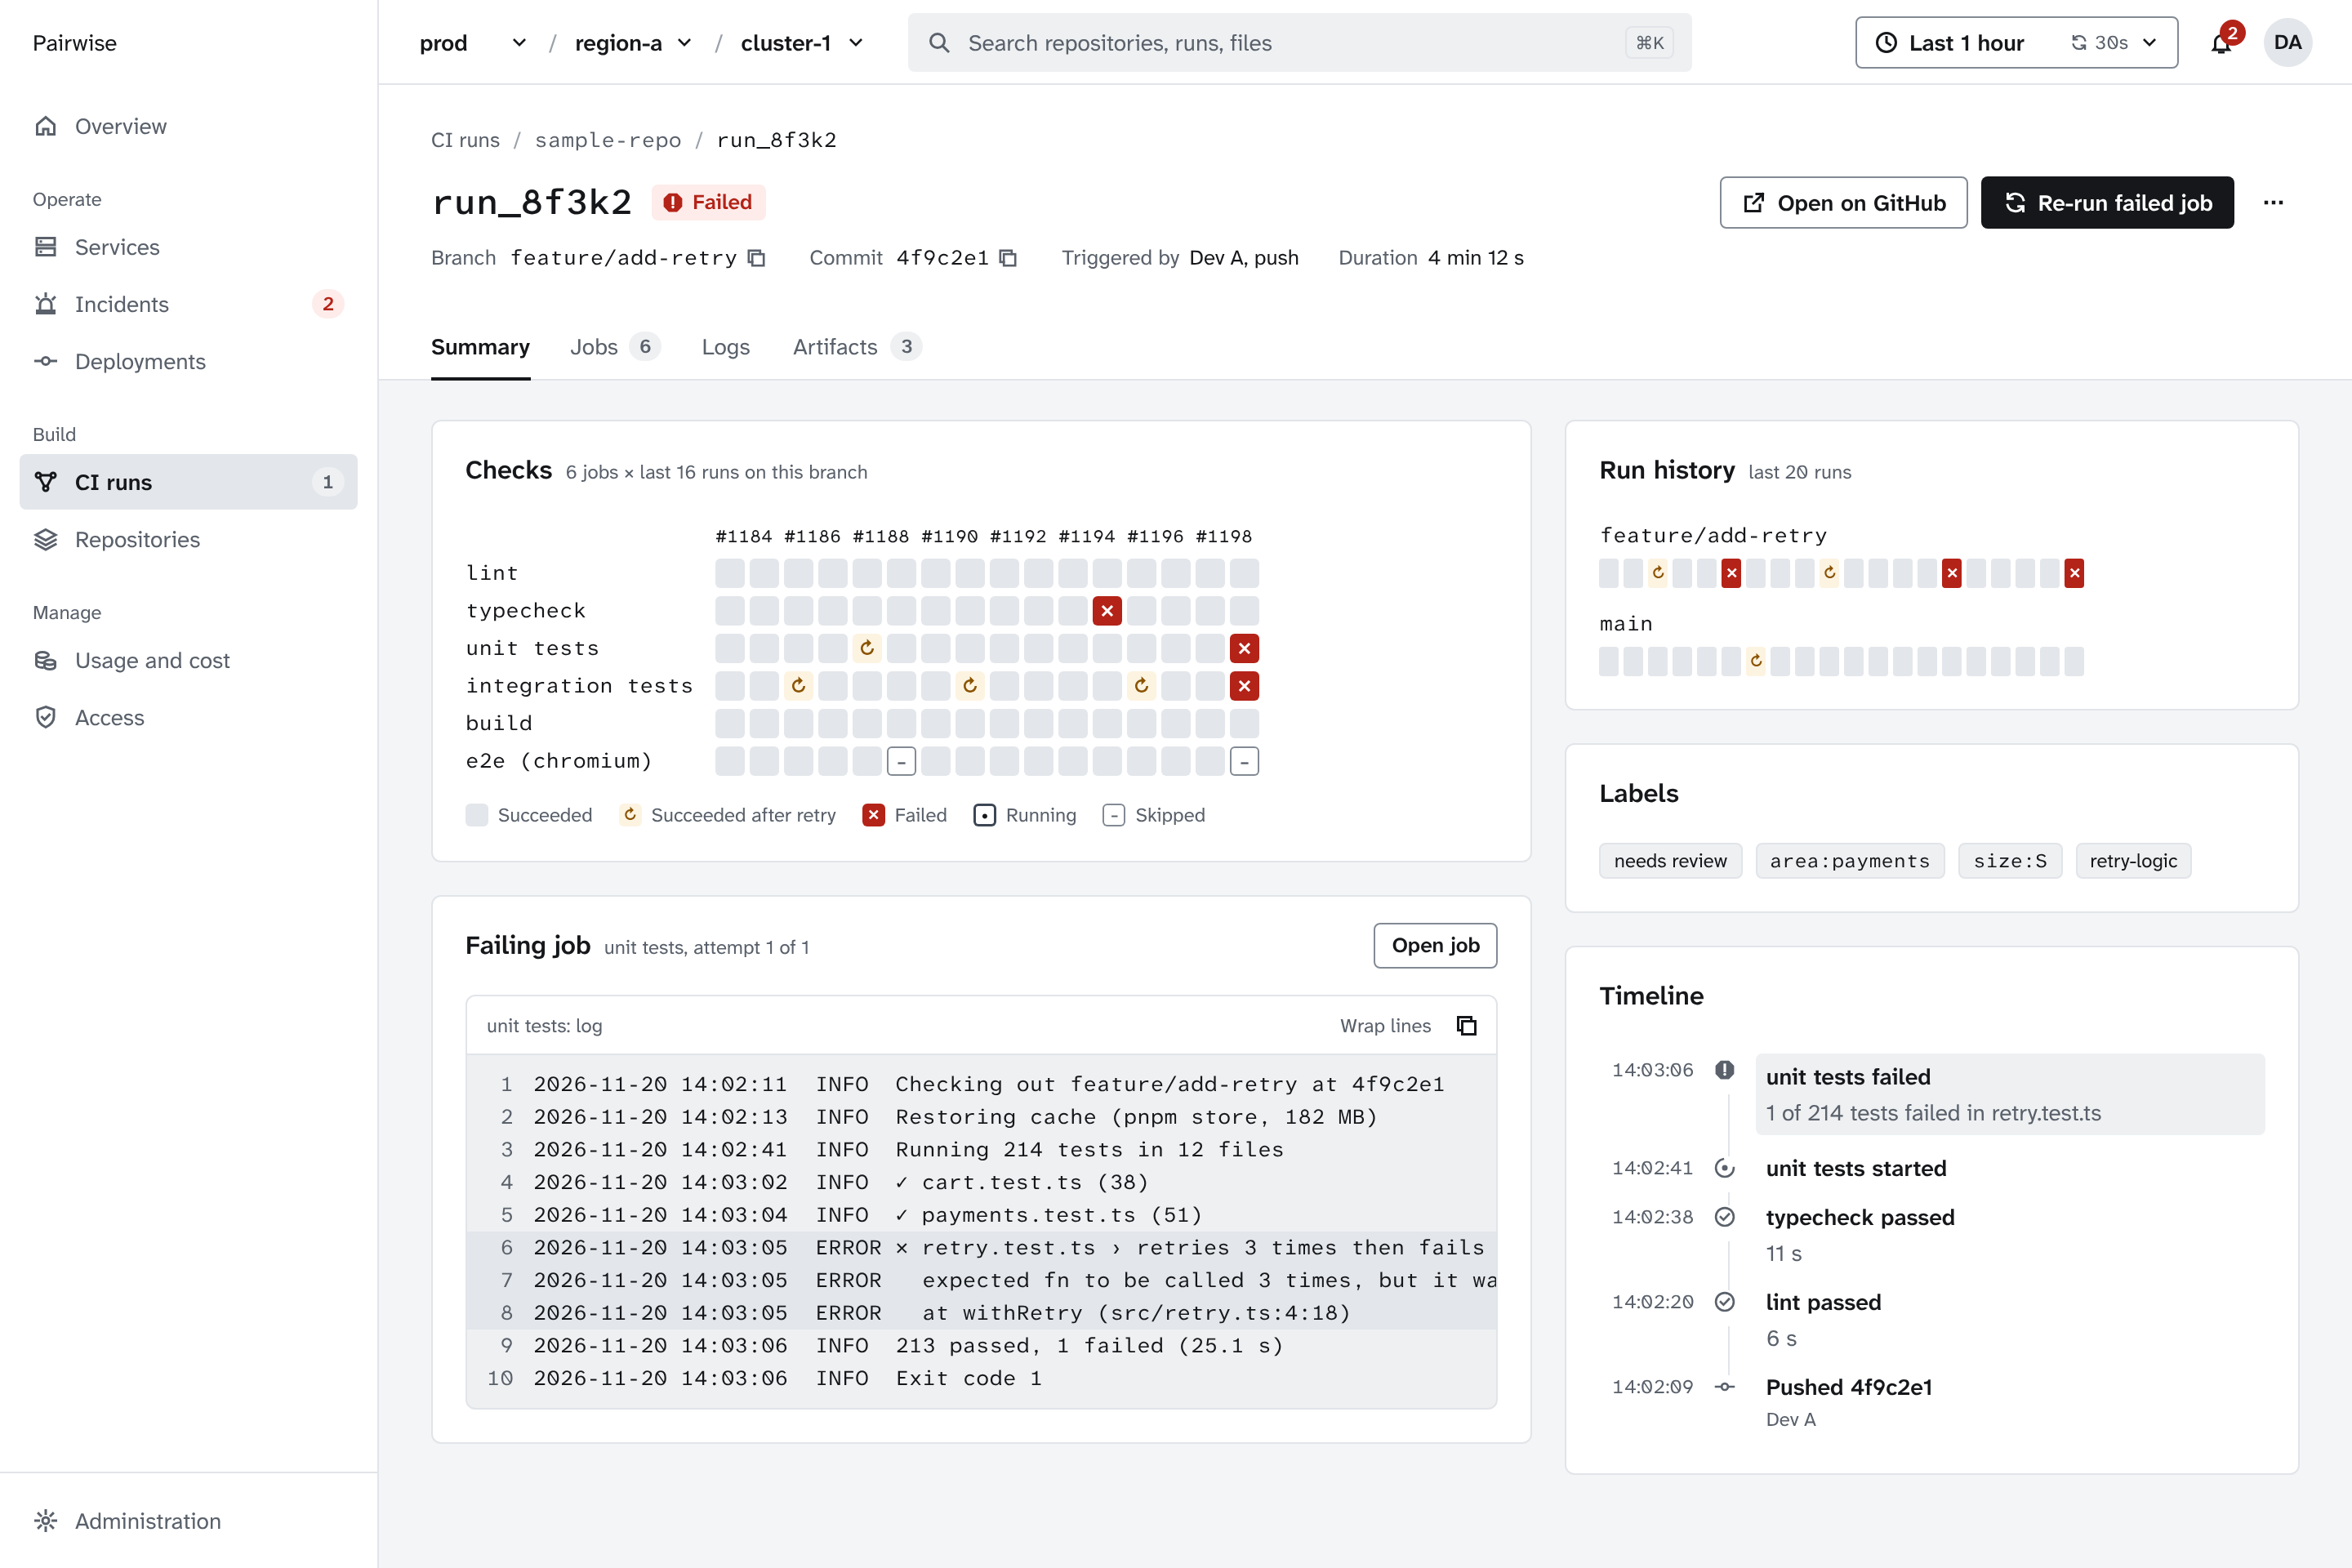 Pairwise
prod / region-a / cluster-1
Search repositories, runs, files ⌘K
Last 1 hour 30s
2
DA
Overview
Operate
Services
Incidents 2
Deployments
Build
CI runs 1
Repositories
Manage
Usage and cost
Access
Administration
CI runs / sample-repo / run_8f3k2
run_8f3k2 Failed
Open on GitHub
Re-run failed job
Branch feature/add-retry Commit 4f9c2e1 Triggered by Dev A, push Duration 4 min 12 s
Summary Jobs 6 Logs Artifacts 3
Checks 6 jobs × last 16 runs on this branch
#1184 #1186 #1188 #1190 #1192 #1194 #1196 #1198
lint
typecheck
unit tests
integration tests
build
e2e (chromium)
Succeeded Succeeded after retry Failed Running Skipped
Failing job unit tests, attempt 1 of 1
Open job
unit tests: log Wrap lines
1 2026-11-20 14:02:11 INFO Checking out feature/add-retry at 4f9c2e1
2 2026-11-20 14:02:13 INFO Restoring cache (pnpm store, 182 MB)
3 2026-11-20 14:02:41 INFO Running 214 tests in 12 files
4 2026-11-20 14:03:02 INFO ✓ cart.test.ts (38)
5 2026-11-20 14:03:04 INFO ✓ payments.test.ts (51)
6 2026-11-20 14:03:05 ERROR × retry.test.ts › retries 3 times then fails
7 2026-11-20 14:03:05 ERROR expected fn to be called 3 times, but it wa
8 2026-11-20 14:03:05 ERROR at withRetry (src/retry.ts:4:18)
9 2026-11-20 14:03:06 INFO 213 passed, 1 failed (25.1 s)
10 2026-11-20 14:03:06 INFO Exit code 1
Run history last 20 runs
feature/add-retry
main
Labels
needs review area:payments size:S retry-logic
Timeline
14:03:06 unit tests failed
1 of 214 tests failed in retry.test.ts
14:02:41 unit tests started
14:02:38 typecheck passed
11 s
14:02:20 lint passed
6 s
14:02:09 Pushed 4f9c2e1
Dev A